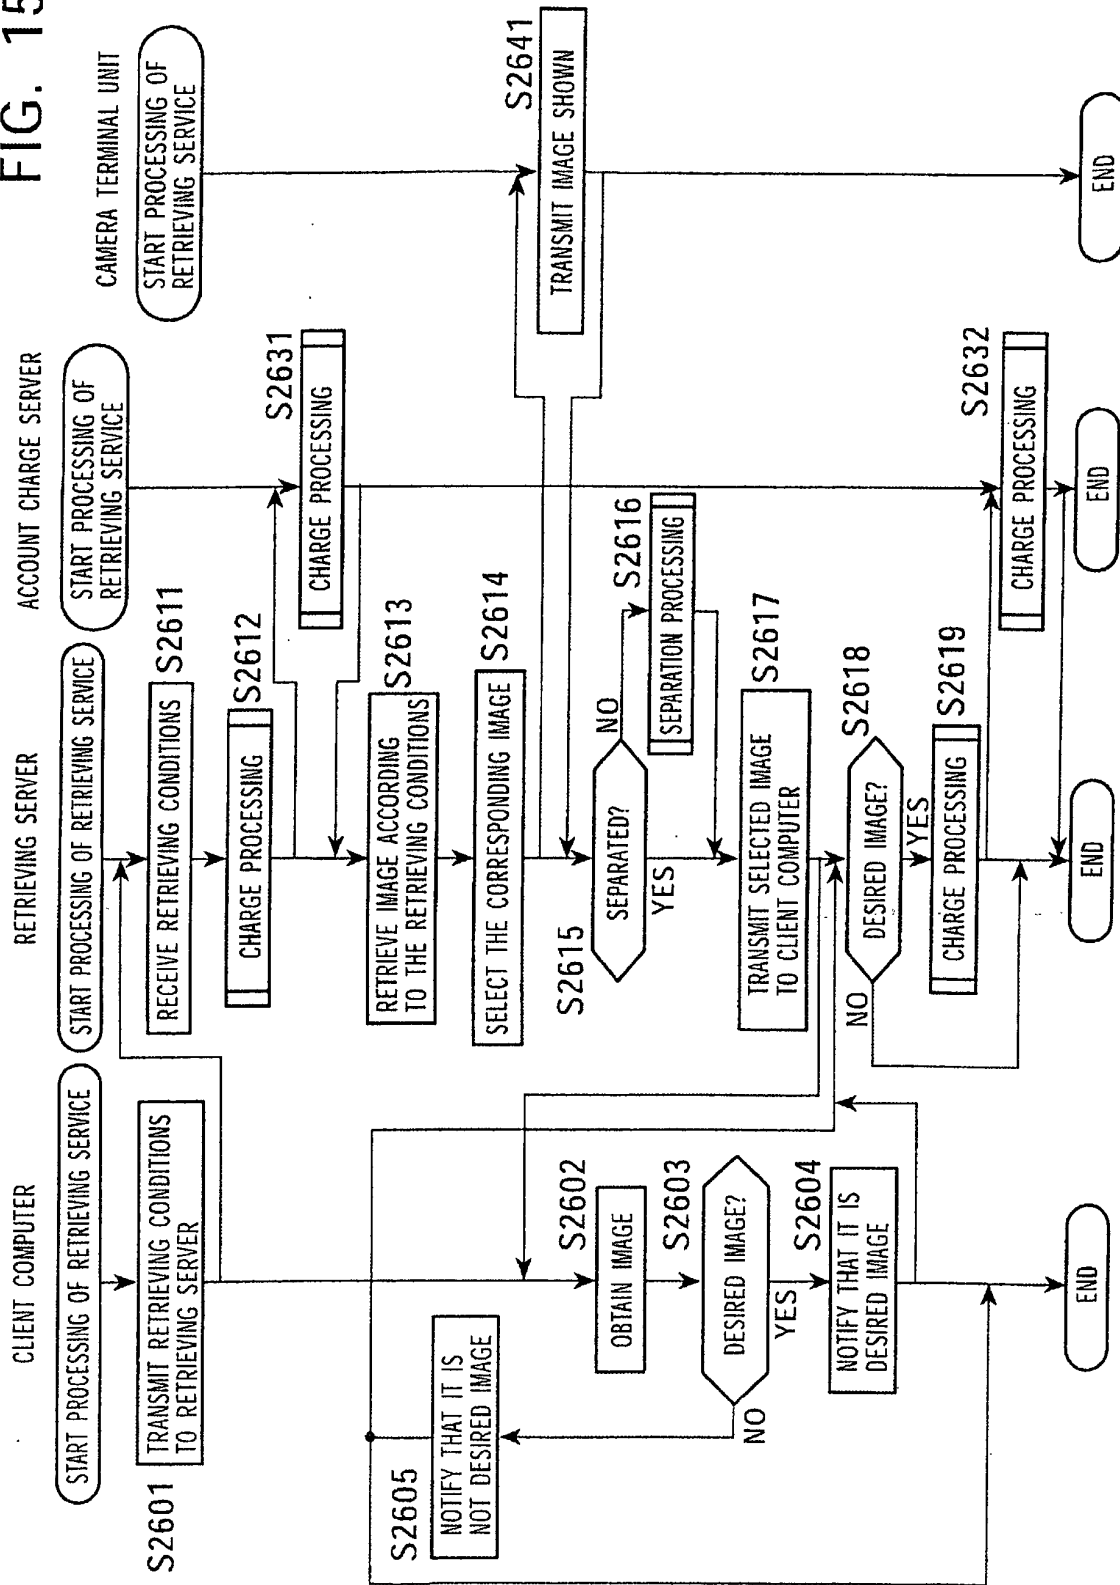 FIG. 15
CLIENT COMPUTER
START PROCESSING OF RETRIEVING SERVICE
S2601
TRANSMIT RETRIEVING CONDITIONS
TO RETRIEVING SERVER
S2605
NOTIFY THAT IT IS
NOT DESIRED IMAGE
S2602
OBTAIN IMAGE
S2603
DESIRED IMAGE?
NO
YES
S2604
NOTIFY THAT IT IS
DESIRED IMAGE
END
RETRIEVING SERVER
START PROCESSING OF RETRIEVING SERVICE
S2611
RECEIVE RETRIEVING CONDITIONS
S2612
CHARGE PROCESSING
S2613
RETRIEVE IMAGE ACCORDING
TO THE RETRIEVING CONDITIONS
S2614
SELECT THE CORRESPONDING IMAGE
S2615
SEPARATED?
NO
YES
S2616
SEPARATION PROCESSING
S2617
TRANSMIT SELECTED IMAGE
TO CLIENT COMPUTER
S2618
DESIRED IMAGE?
NO
YES
S2619
CHARGE PROCESSING
END
ACCOUNT CHARGE SERVER
START PROCESSING OF
RETRIEVING SERVICE
S2631
CHARGE PROCESSING
S2632
CHARGE PROCESSING
END
CAMERA TERMINAL UNIT
START PROCESSING OF
RETRIEVING SERVICE
S2641
TRANSMIT IMAGE SHOWN
END